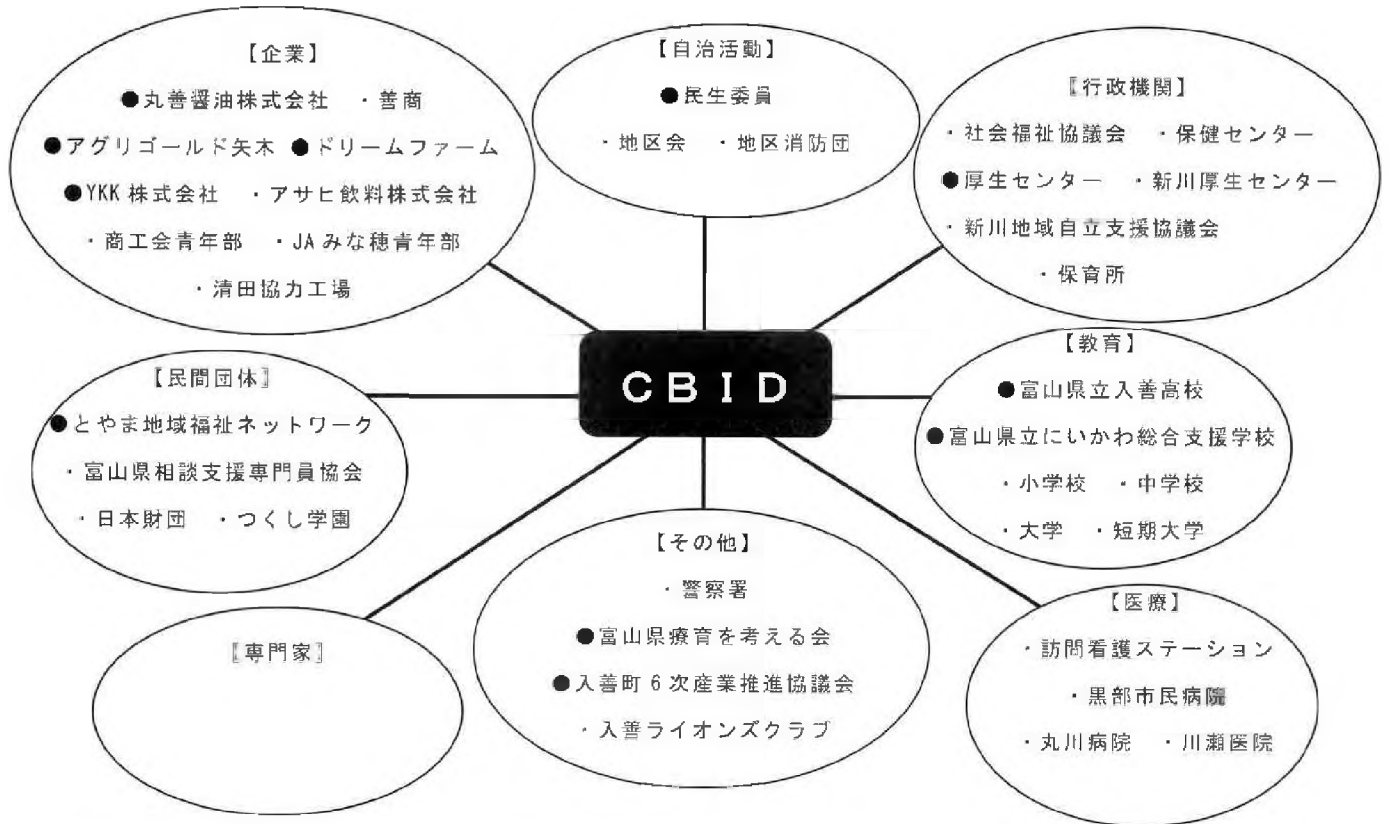 【企業】
●丸善醤油株式会社 ・善商
●アグリゴールド矢木 ●ドリームファーム
●YKK株式会社 ・アサヒ飲料株式会社
・商工会青年部 ・JAみな穂青年部
・清田協力工場
【自治活動】
●民生委員
・地区会 ・地区消防団
【行政機関】
・社会福祉協議会 ・保健センター
●厚生センター ・新川厚生センター
・新川地域自立支援協議会
・保育所
CBID
【民間団体】
●とやま地域福祉ネットワーク
・富山県相談支援専門員協会
・日本財団 ・つくし学園
【教育】
●富山県立入善高校
●富山県立にいかわ総合支援学校
・小学校 ・中学校
・大学 ・短期大学
【専門家】
【その他】
・警察署
●富山県療育を考える会
●入善町6次産業推進協議会
・入善ライオンズクラブ
【医療】
・訪問看護ステーション
・黒部市民病院
・丸川病院 ・川瀬医院